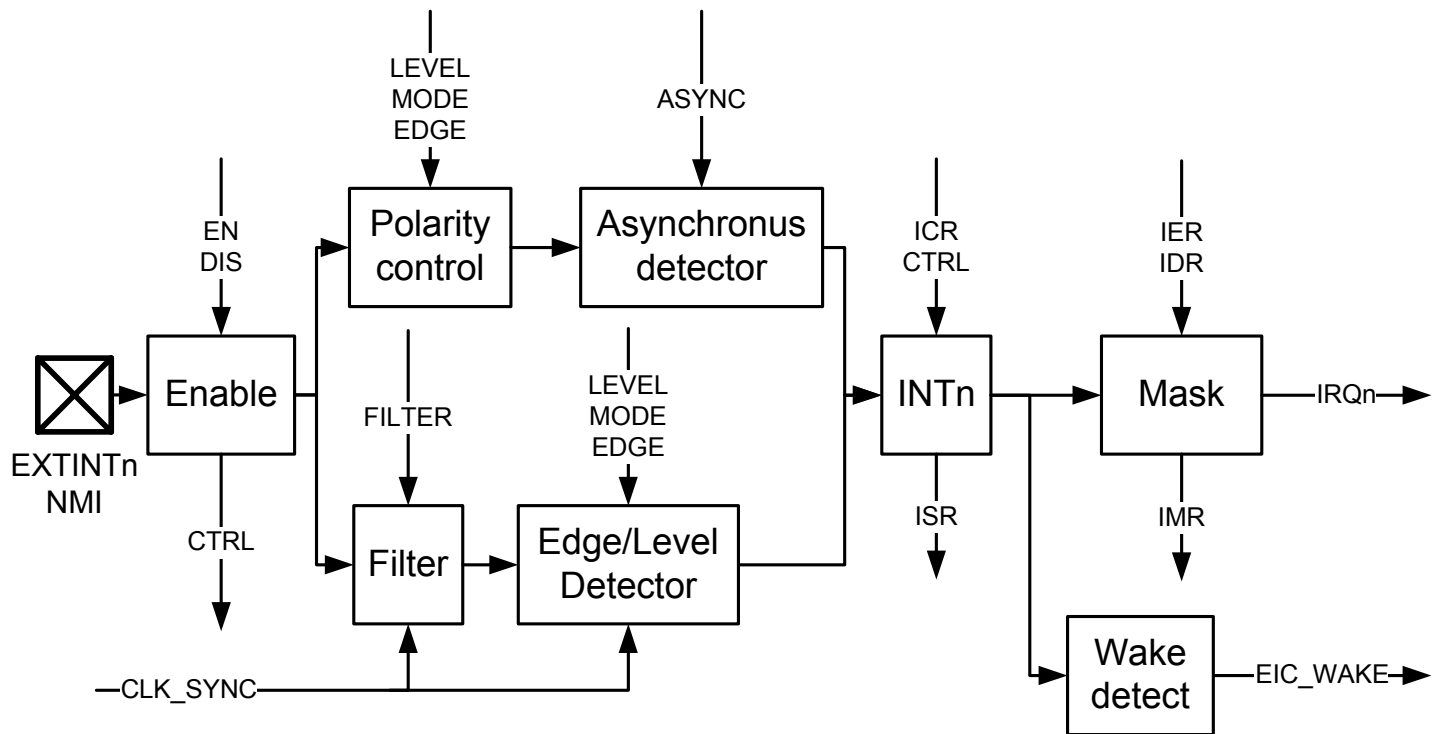 LEVEL
MODE
EDGE
ASYNC
EN
DIS
Polarity
control
Asynchronus
detector
ICR
CTRL
IER
IDR
EXTINTn
NMI
Enable
FILTER
LEVEL
MODE
EDGE
INTn
Mask
IRQn
CTRL
Filter
Edge/Level
Detector
ISR
IMR
CLK_SYNC
Wake
detect
EIC_WAKE